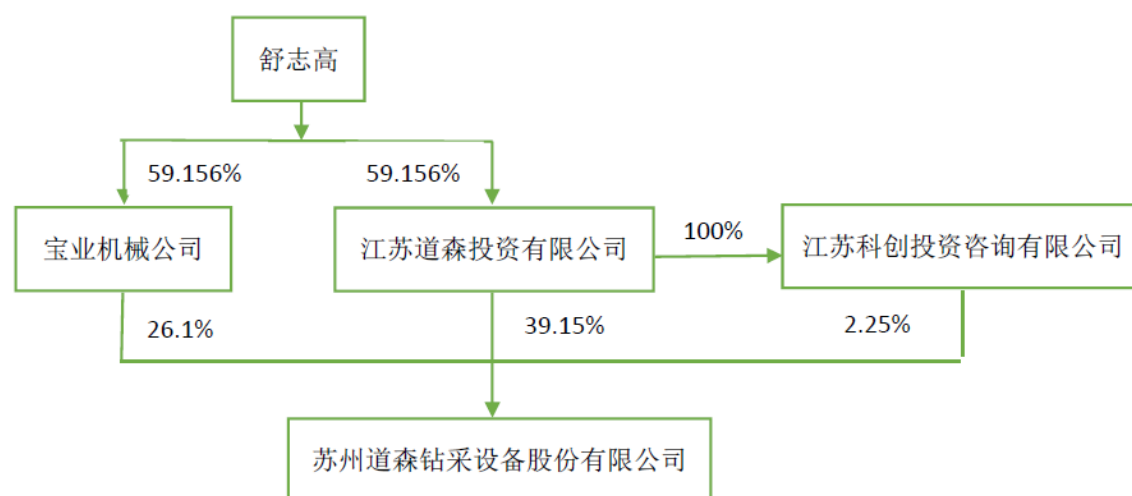 舒志高
59.156%
59.156%
宝业机械公司
江苏道森投资有限公司
100%
江苏科创投资咨询有限公司
26.1%
39.15%
2.25%
苏州道森钻采设备股份有限公司